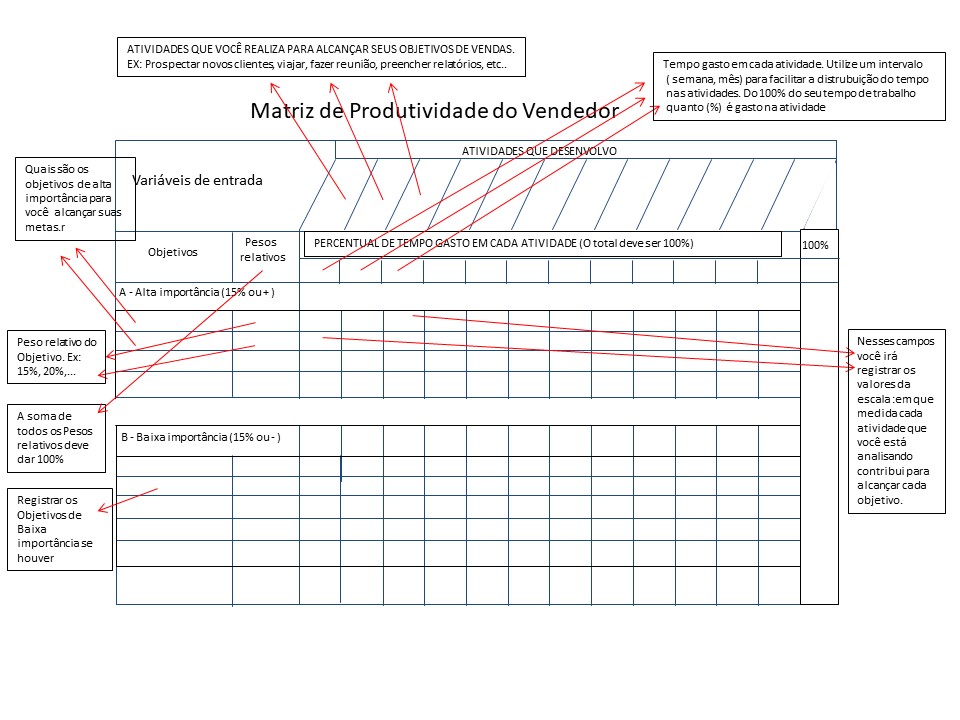 ATIVIDADES QUE VOCÊ REALIZA PARA ALCANÇAR SEUS OBJETIVOS DE VENDAS.
EX: Prospectar novos clientes, viajar, fazer reunião, preencher relatórios, etc..
Tempo gasto em cada atividade. Utilize um intervalo
( semana, mês) para facilitar a distrubuição do tempo
nas atividades. Do 100% do seu tempo de trabalho
quanto (%) é gasto na atividade
Matriz de Produtividade do Vendedor
ATIVIDADES QUE DESENVOLVO
Quais são os
objetivos de alta
importância para
você alcançar suas
metas.r
Variáveis de entrada
Objetivos
Pesos
relativos
PERCENTUAL DE TEMPO GASTO EM CADA ATIVIDADE (O total deve ser 100%)
100%
A - Alta importância (15% ou + )
Peso relativo do
Objetivo. Ex:
15%, 20%,...
Nesses campos
você irá
registrar os
valores da
escala: em que
medida cada
atividade que
você está
analisando
contribui para
alcançar cada
objetivo.
A soma de
todos os Pesos
relativos deve
dar 100%
B - Baixa importância (15% ou - )
Registrar os
Objetivos de
Baixa
importância se
houver